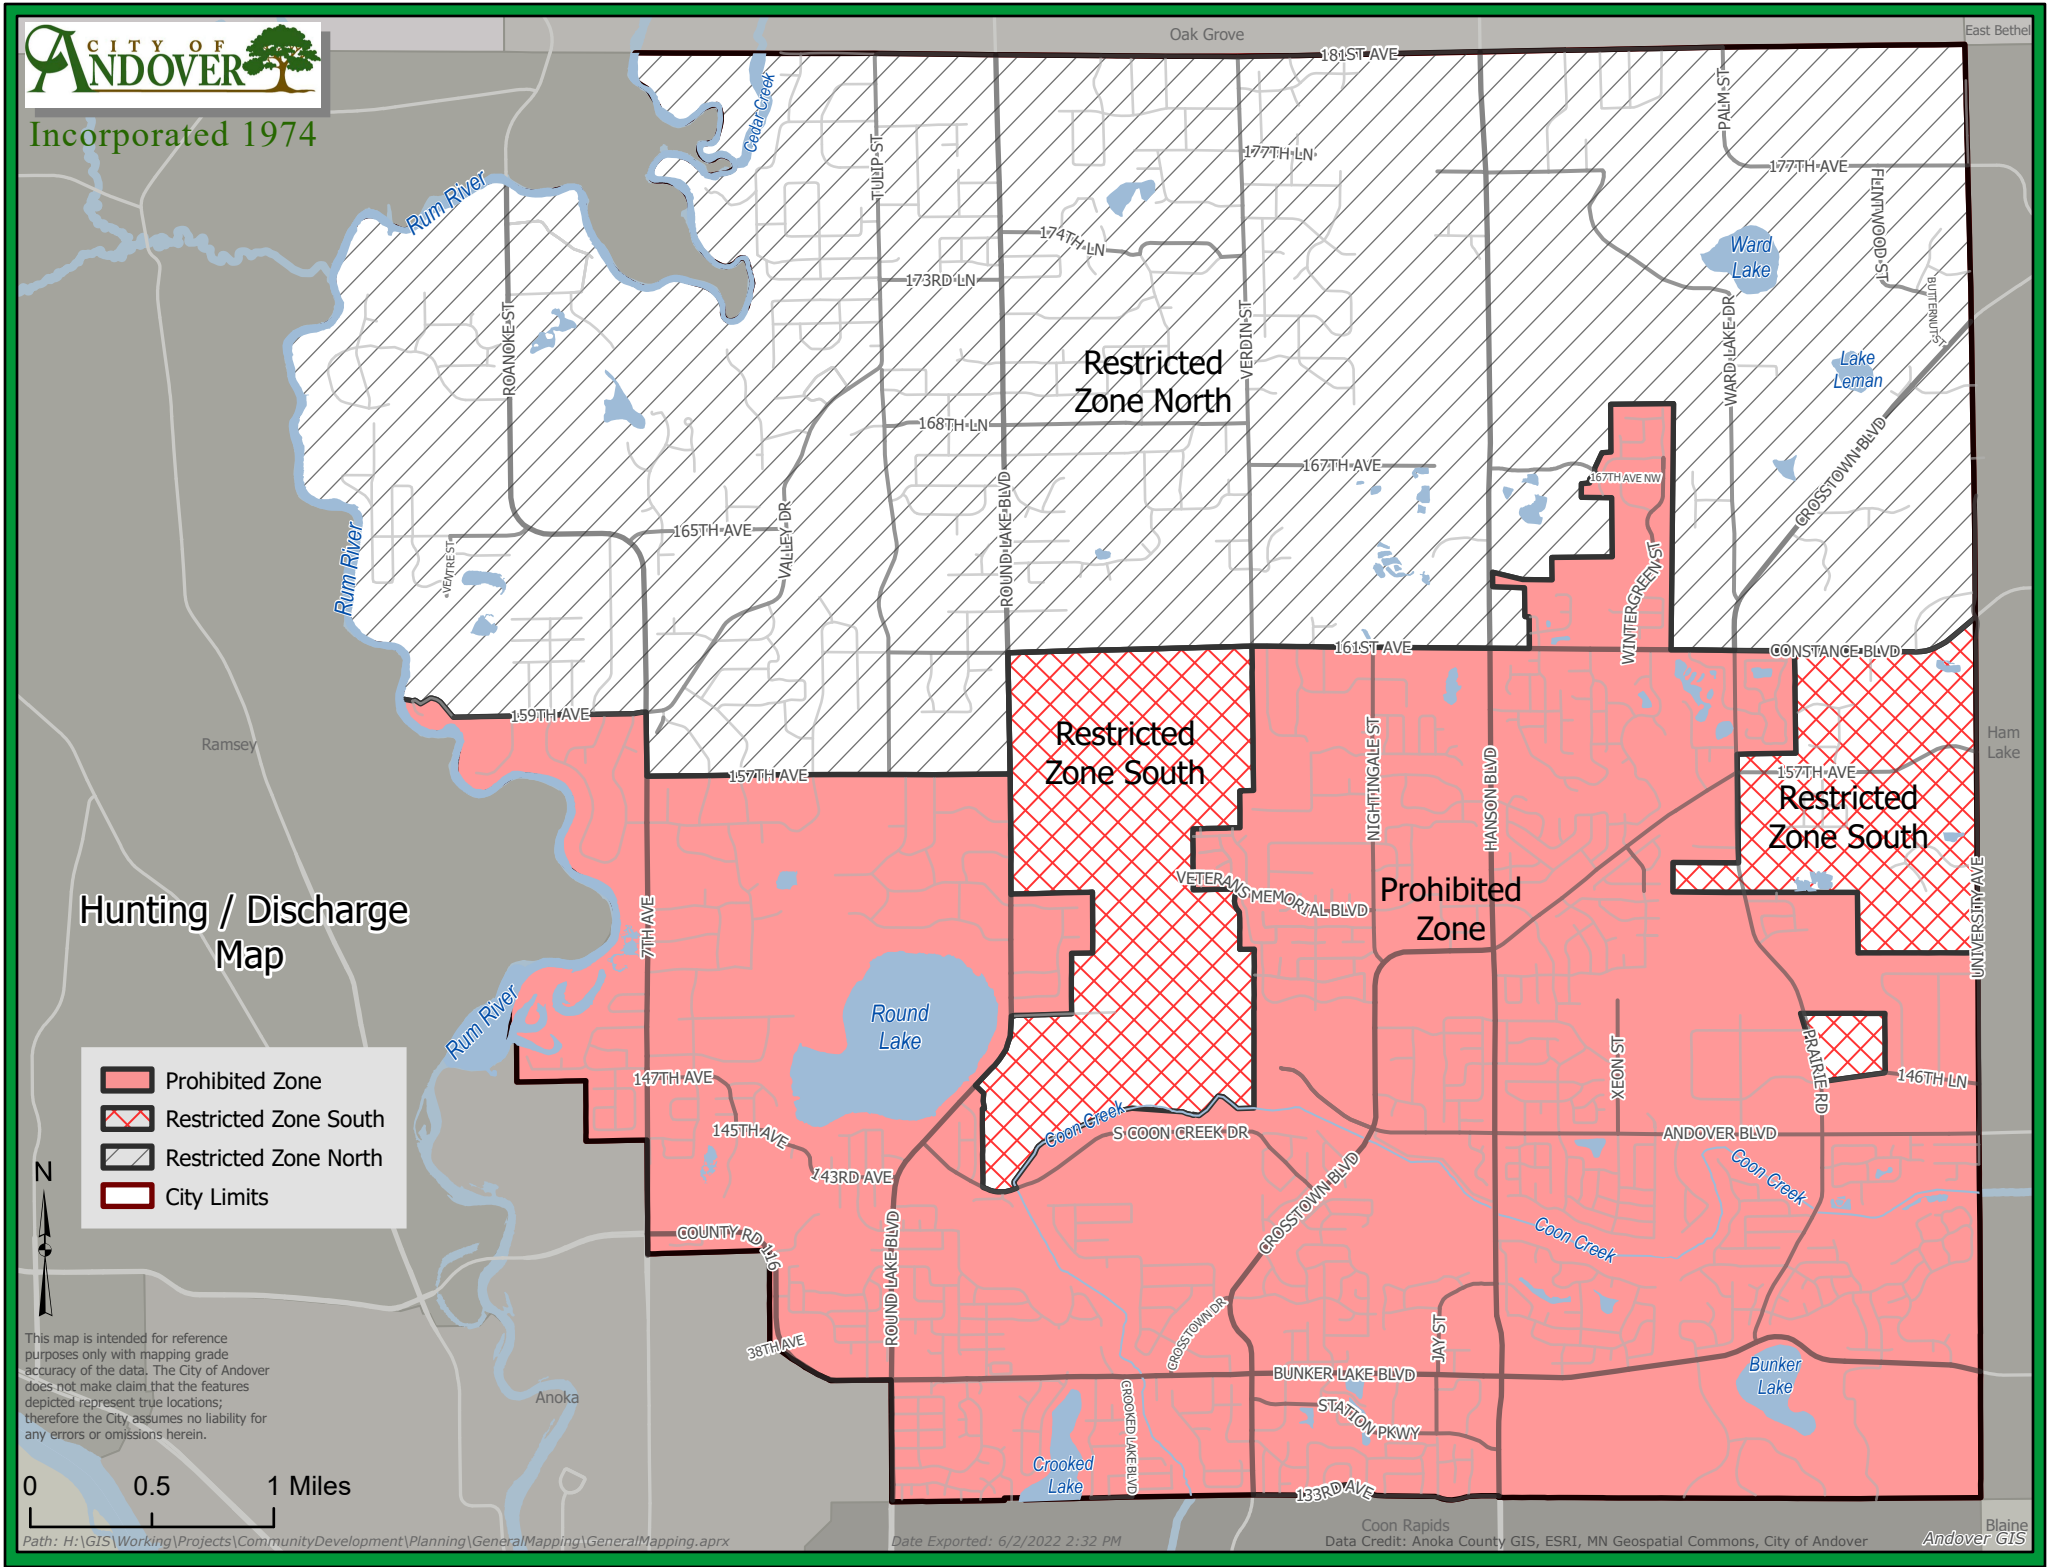 CITY OF
ANDOVER
Incorporated 1974
Oak Grove
East Bethel
181ST AVE
Cedar Creek
PALM ST
TULIP ST
177TH LN
177TH AVE
FLINTWOOD ST
Rum River
174TH LN
Ward
Lake
173RD LN
BUTTERNUT ST
ROANOKE ST
VERDIN ST
WARD LAKE DR
Restricted
Zone North
Lake
Leman
168TH LN
CROSSTOWN BLVD
167TH AVE
167TH AVE NW
ROUND LAKE BLVD
165TH AVE
VALLEY DR
Rum River
VENTRE ST
WINTERGREEN ST
161ST AVE
CONSTANCE BLVD
159TH AVE
Ramsey
Restricted
Zone South
NIGHTINGALE ST
HANSON BLVD
Ham
Lake
157TH AVE
157TH AVE
Restricted
Zone South
VETERANS MEMORIAL BLVD
Prohibited
Zone
UNIVERSITY AVE
Hunting / Discharge
Map
7TH AVE
Round
Lake
Rum River
XEON ST
PRAIRIE RD
147TH AVE
146TH LN
Prohibited Zone
Restricted Zone South
Restricted Zone North
City Limits
Coon Creek
S COON CREEK DR
145TH AVE
ANDOVER BLVD
143RD AVE
Coon Creek
N
CROSSTOWN BLVD
Coon Creek
COUNTY RD 116
ROUND LAKE BLVD
CROSSTOWN DR
JAY ST
38TH AVE
BUNKER LAKE BLVD
Bunker
Lake
This map is intended for reference
purposes only with mapping grade
accuracy of the data. The City of Andover
does not make claim that the features
depicted represent true locations;
therefore the City assumes no liability for
any errors or omissions herein.
Anoka
CROOKED LAKE BLVD
STATION PKWY
Crooked
Lake
133RD AVE
0 0.5 1 Miles
Coon Rapids
Blaine
Path: H:\GIS\Working\Projects\CommunityDevelopment\Planning\GeneralMapping\GeneralMapping.aprx
Date Exported: 6/2/2022 2:32 PM
Data Credit: Anoka County GIS, ESRI, MN Geospatial Commons, City of Andover
Andover GIS